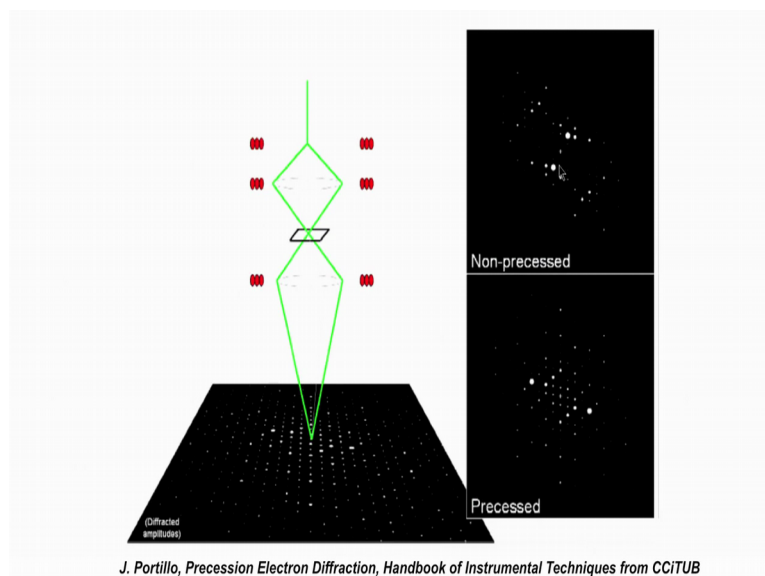 Non-precessed
Precessed
(Diffracted
amplitudes)
J. Portillo, Precession Electron Diffraction, Handbook of Instrumental Techniques from CCiTUB